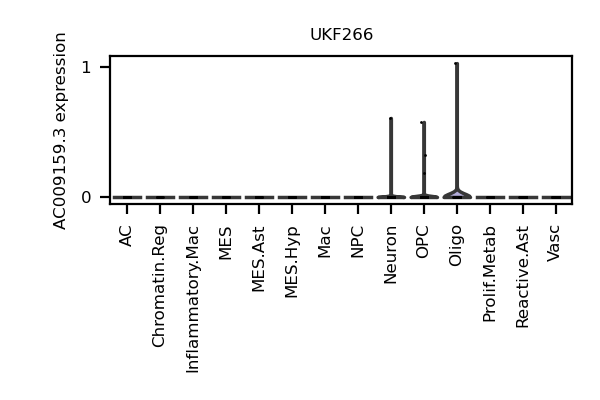 UKF266
AC009159.3 expression
1
0
AC
Chromatin.Reg
Inflammatory.Mac
MES
MES.Ast
MES.Hyp
Mac
NPC
Neuron
OPC
Oligo
Prolif.Metab
Reactive.Ast
Vasc